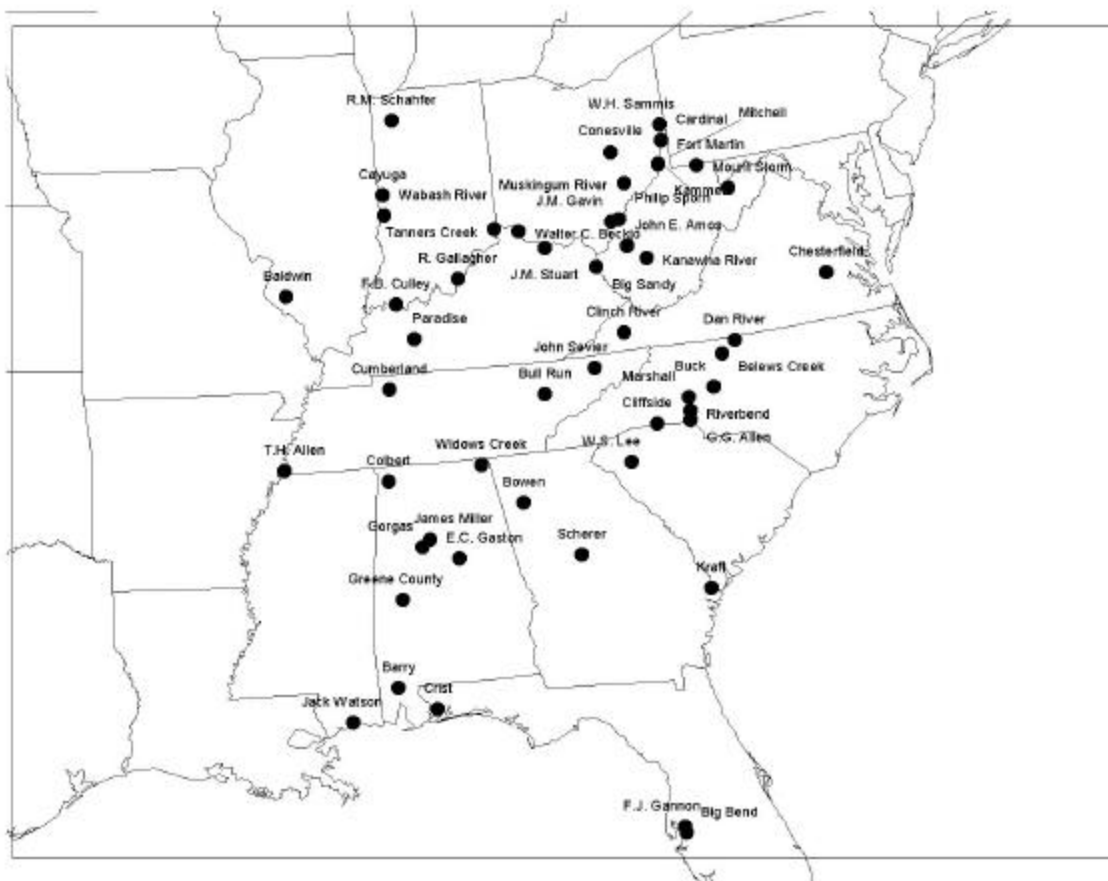 R.M. Schahfer
W.H. Sammis
Cardinal
Mitchell
Conesville
Fort Martin
Mount Storm
Cayuga
Wabash River
Muskingum River
Kammer
J.M. Gavin
Philip Sporn
Tanners Creek
Walter C. Beckjo
John E. Amos
R. Gallagher
Kanawha River
Chesterfield
Baldwin
J.M. Stuart
F.B. Culley
Big Sandy
Paradise
Clinch River
Dan River
John Sevier
Cumberland
Bull Run
Marshall
Buck
Belews Creek
Cliffside
Riverbend
G.G. Allen
T.H. Allen
Widows Creek
W.S. Lee
Colbert
Bowen
James Miller
Gorgas
E.C. Gaston
Scherer
Greene County
Kraft
Barry
Crist
Jack Watson
F.J. Gannon
Big Bend